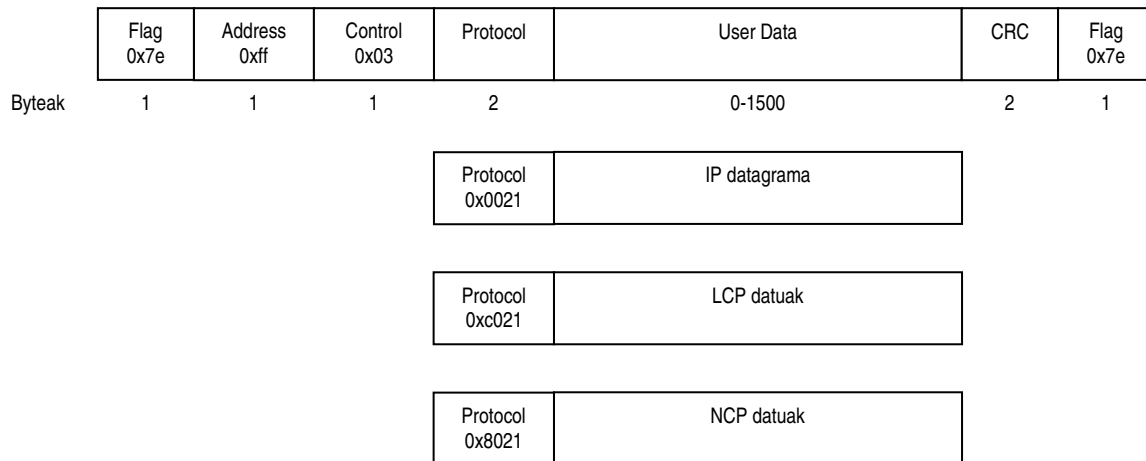 Flag Address Control Protocol User Data CRC Flag
0x7e 0xff 0x03 0x7e
Byteak 1 1 1 2 0-1500 2 1
Protocol IP datagrama
0x0021
Protocol LCP datuak
0xc021
Protocol NCP datuak
0x8021